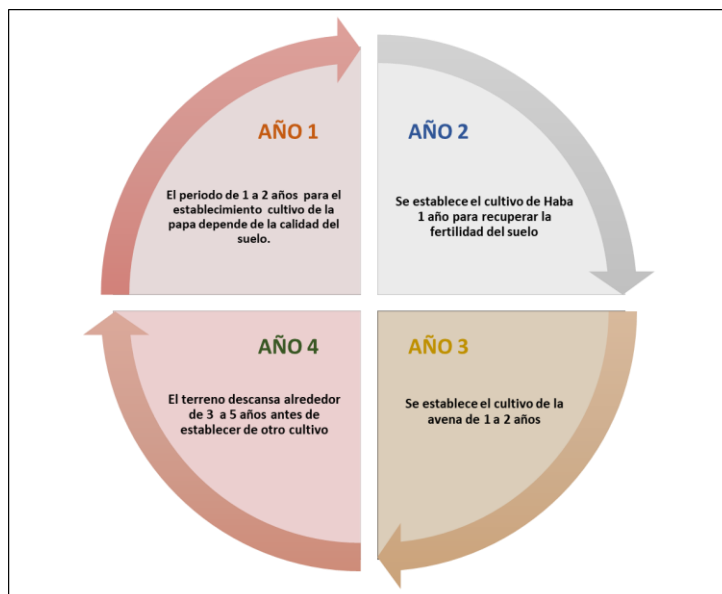 AÑO 1
El periodo de 1 a 2 años para el
establecimiento cultivo de la
papa depende de la calidad del
suelo.
AÑO 2
Se establece el cultivo de Haba
1 año para recuperar la
fertilidad del suelo
AÑO 3
Se establece el cultivo de la
avena de 1 a 2 años
AÑO 4
El terreno descansa alrededor
de 3 a 5 años antes de
establecer de otro cultivo